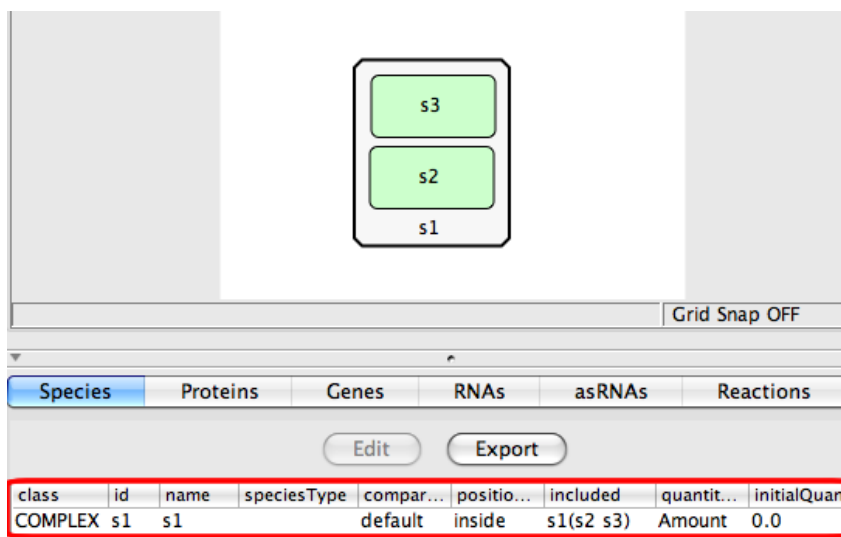 s3
s2
s1
Grid Snap OFF
Species Proteins Genes RNAs asRNAs Reactions
Edit Export
class id name speciesType compar... positio... included quantit... initialQuan
COMPLEX s1 s1 default inside s1(s2 s3) Amount 0.0